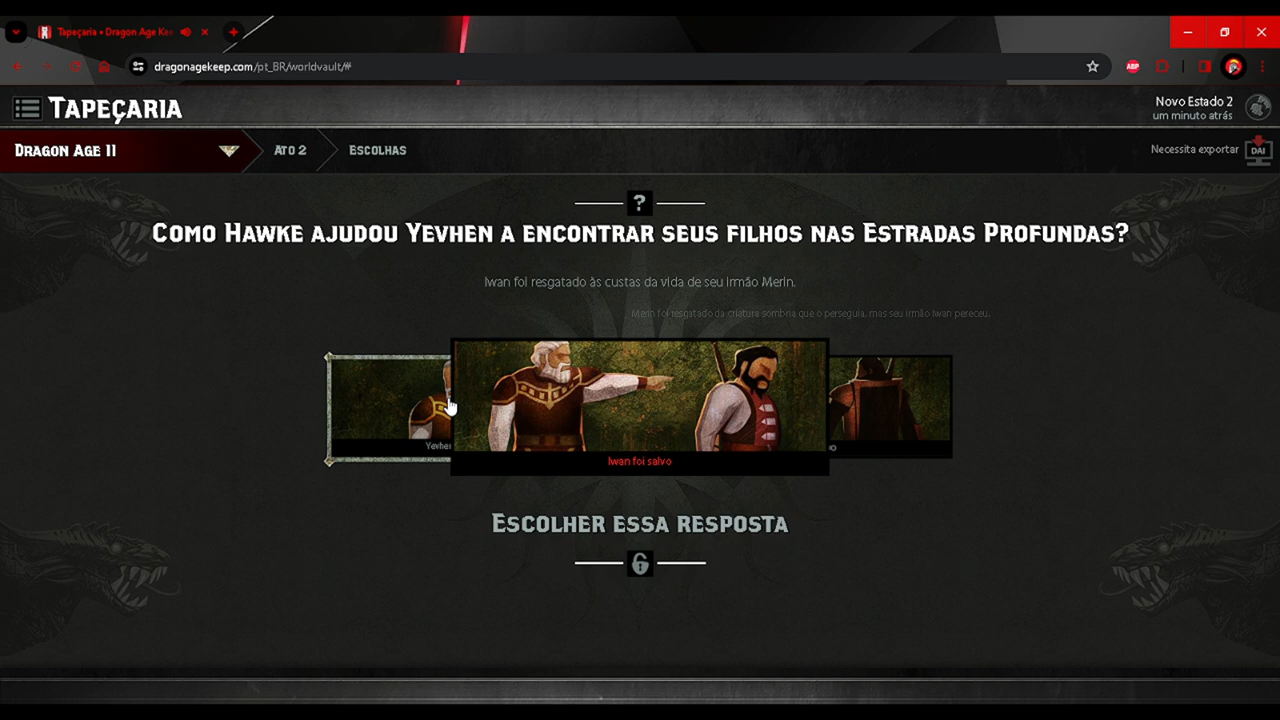 Tapeçaria • Dragon Age Kee
dragonagekeep.com/pt_BR/worldvault/#
ABP
Tapeçaria
Novo Estado 2
um minuto atrás
Dragon Age II
Ato 2
Escolhas
Necessita exportar
DAI
?
Como Hawke ajudou Yevhen a encontrar seus filhos nas Estradas Profundas?
Iwan foi resgatado às custas da vida de seu irmão Merin.
Merin foi resgatado da criatura sombria que o perseguia, mas seu irmão Iwan pereceu.
Yevhen
Iwan foi salvo
Escolher essa resposta